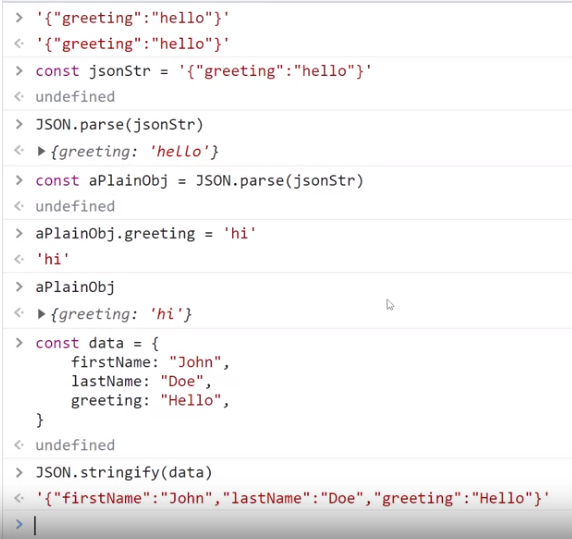 > '{"greeting":"hello"}'
<· '{"greeting":"hello"}'
> const jsonStr = '{"greeting":"hello"}'
<· undefined
> JSON.parse(jsonStr)
<· ▶ {greeting: 'hello'}
> const aPlainObj = JSON.parse(jsonStr)
<· undefined
> aPlainObj.greeting = 'hi'
<· 'hi'
> aPlainObj
<· ▶ {greeting: 'hi'}
> const data = {
firstName: "John",
lastName: "Doe",
greeting: "Hello",
}
<· undefined
> JSON.stringify(data)
<· '{"firstName":"John","lastName":"Doe","greeting":"Hello"}'
>